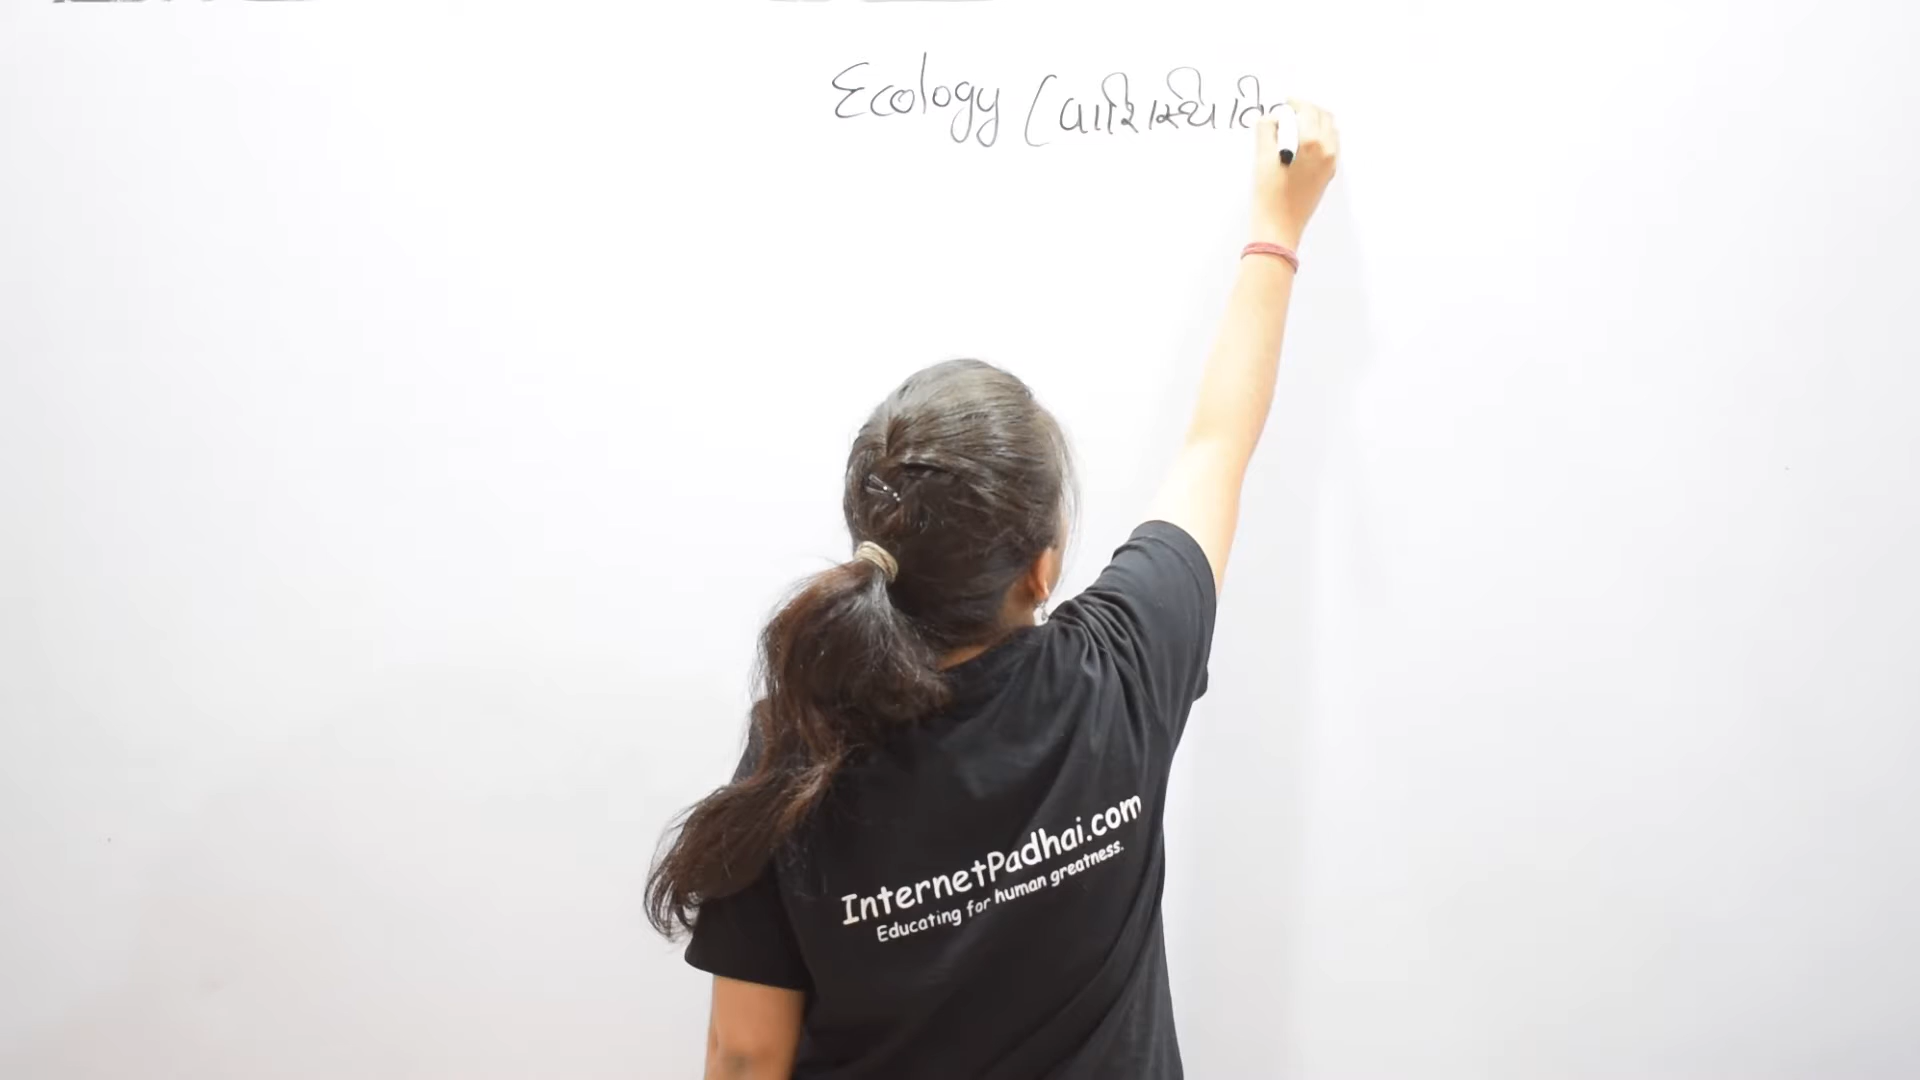 Ecology (पारिस्थिति
InternetPadhai.com
Educating for human greatness.